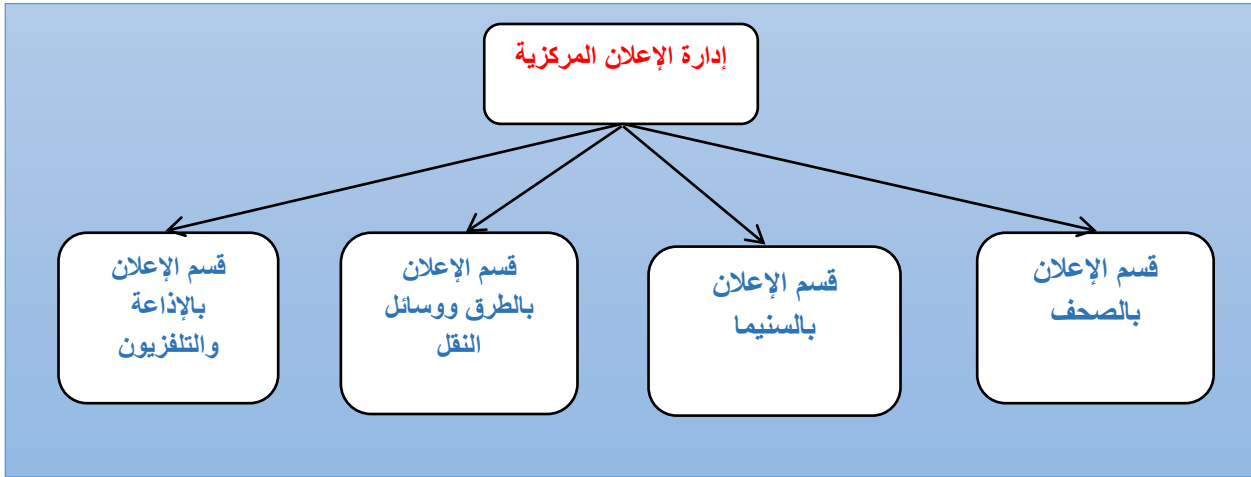 إدارة الإعلان المركزية
قسم الإعلان
بالصحف
قسم الإعلان
بالسنيما
قسم الإعلان
بالطرق ووسائل
النقل
قسم الإعلان
بالإذاعة
والتلفزيون